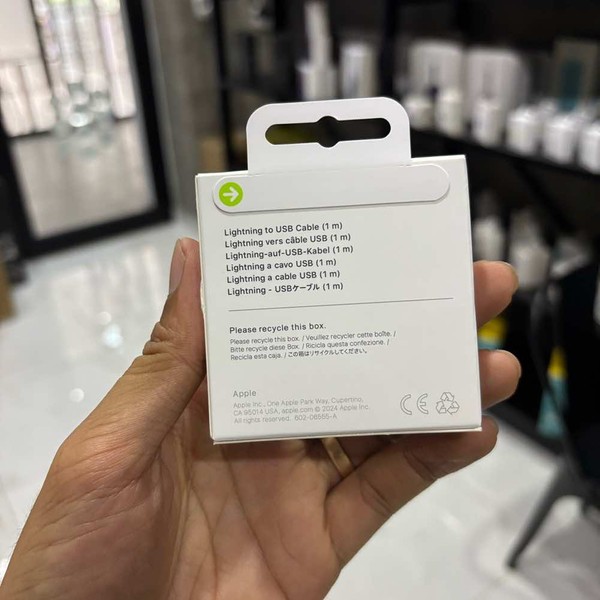 Lightning to USB Cable (1 m)
Lightning vers câble USB (1 m)
Lightning-auf-USB-Kabel (1 m)
Lightning a cavo USB (1 m)
Lightning a cable USB (1 m)
Lightning - USBケーブル (1 m)
Please recycle this box.
Please recycle this box. / Veuillez recycler cette boîte. /
Bitte recycle diese Box. / Ricicla questa confezione. /
Recicla esta caja. / この箱はリサイクルしてください。
Apple
Apple Inc., One Apple Park Way, Cupertino,
CA 95014 USA, apple.com © 2024 Apple Inc.
All rights reserved. 603-06555-A
CE